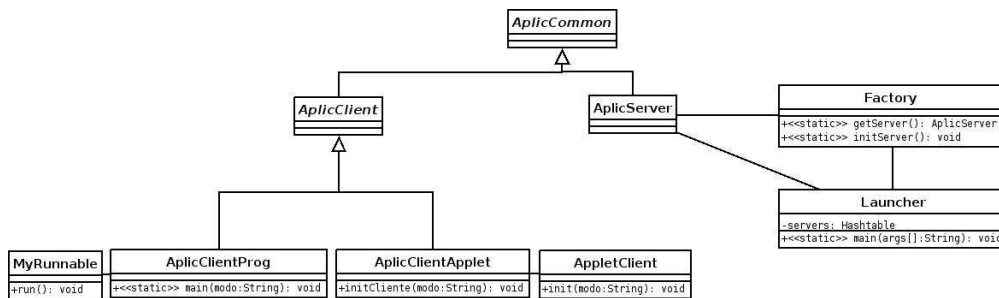 AplicCommon
AplicClient
AplicServer
Factory
+<<static>> getServer(): AplicServer
+<<static>> initServer(): void
Launcher
-servers: Hashtable
+<<static>> main(args[]:String): void
MyRunnable
+run(): void
AplicClientProg
+<<static>> main(modo:String): void
AplicClientApplet
+initCliente(modo:String): void
AppletClient
+init(modo:String): void